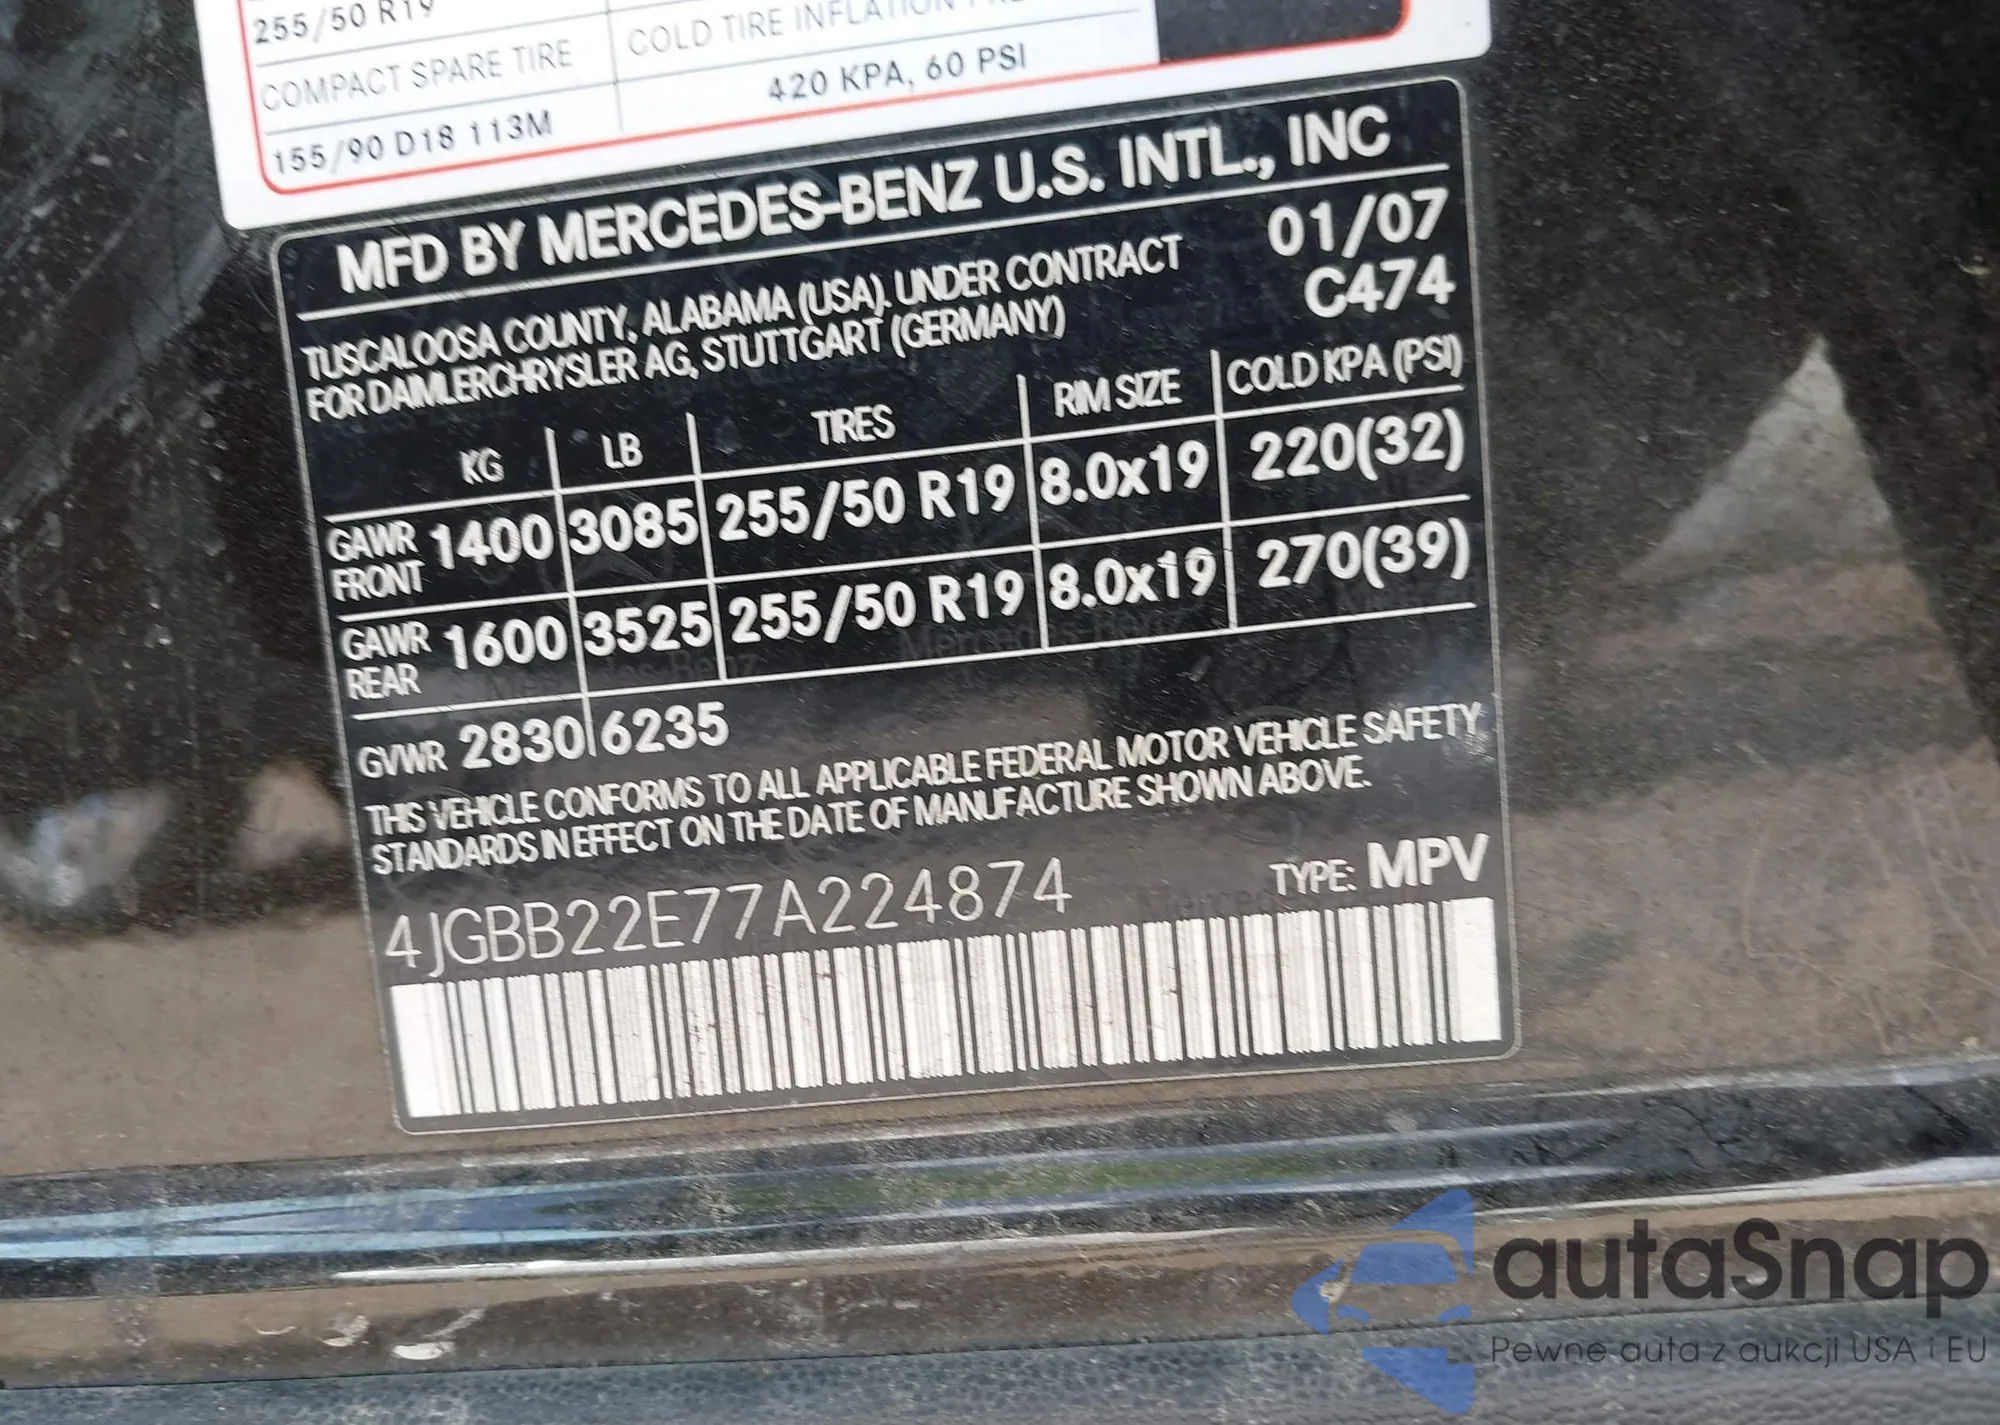 255/50 R19
COMPACT SPARE TIRE COLD TIRE INFLATION
155/90 D18 113M 420 KPA, 60 PSI
MFD BY MERCEDES-BENZ U.S. INTL., INC
TUSCALOOSA COUNTY, ALABAMA (USA). UNDER CONTRACT 01/07
FOR DAIMLERCHRYSLER AG, STUTTGART (GERMANY) C474
KG LB TIRES RIM SIZE COLD KPA (PSI)
GAWR FRONT 1400 3085 255/50 R19 8.0x19 220(32)
GAWR REAR 1600 3525 255/50 R19 8.0x19 270(39)
GVWR 2830 6235
THIS VEHICLE CONFORMS TO ALL APPLICABLE FEDERAL MOTOR VEHICLE SAFETY
STANDARDS IN EFFECT ON THE DATE OF MANUFACTURE SHOWN ABOVE.
4JGBB22E77A224874 TYPE: MPV
autaSnap
Pewne auta z aukcji USA i EU